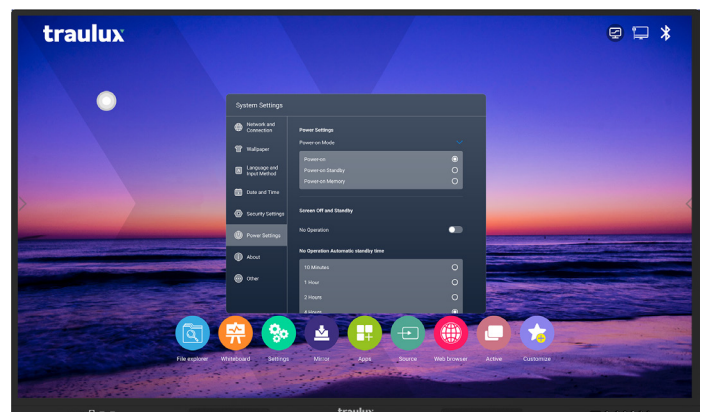 traulux
System Settings
Network and
Connection
Wallpaper
Language and
Input Method
Date and Time
Security Settings
Power Settings
About
Other
Power Settings
Power-on Mode
Power-on
Power-on Standby
Power-on Memory
Screen Off and Standby
No Operation
No Operation Automatic standby time
10 Minutes
1 Hour
2 Hours
4 Hours
File explorer
Whiteboard
Settings
Mirror
Apps
Source
Web browser
Active
Customize
traulux